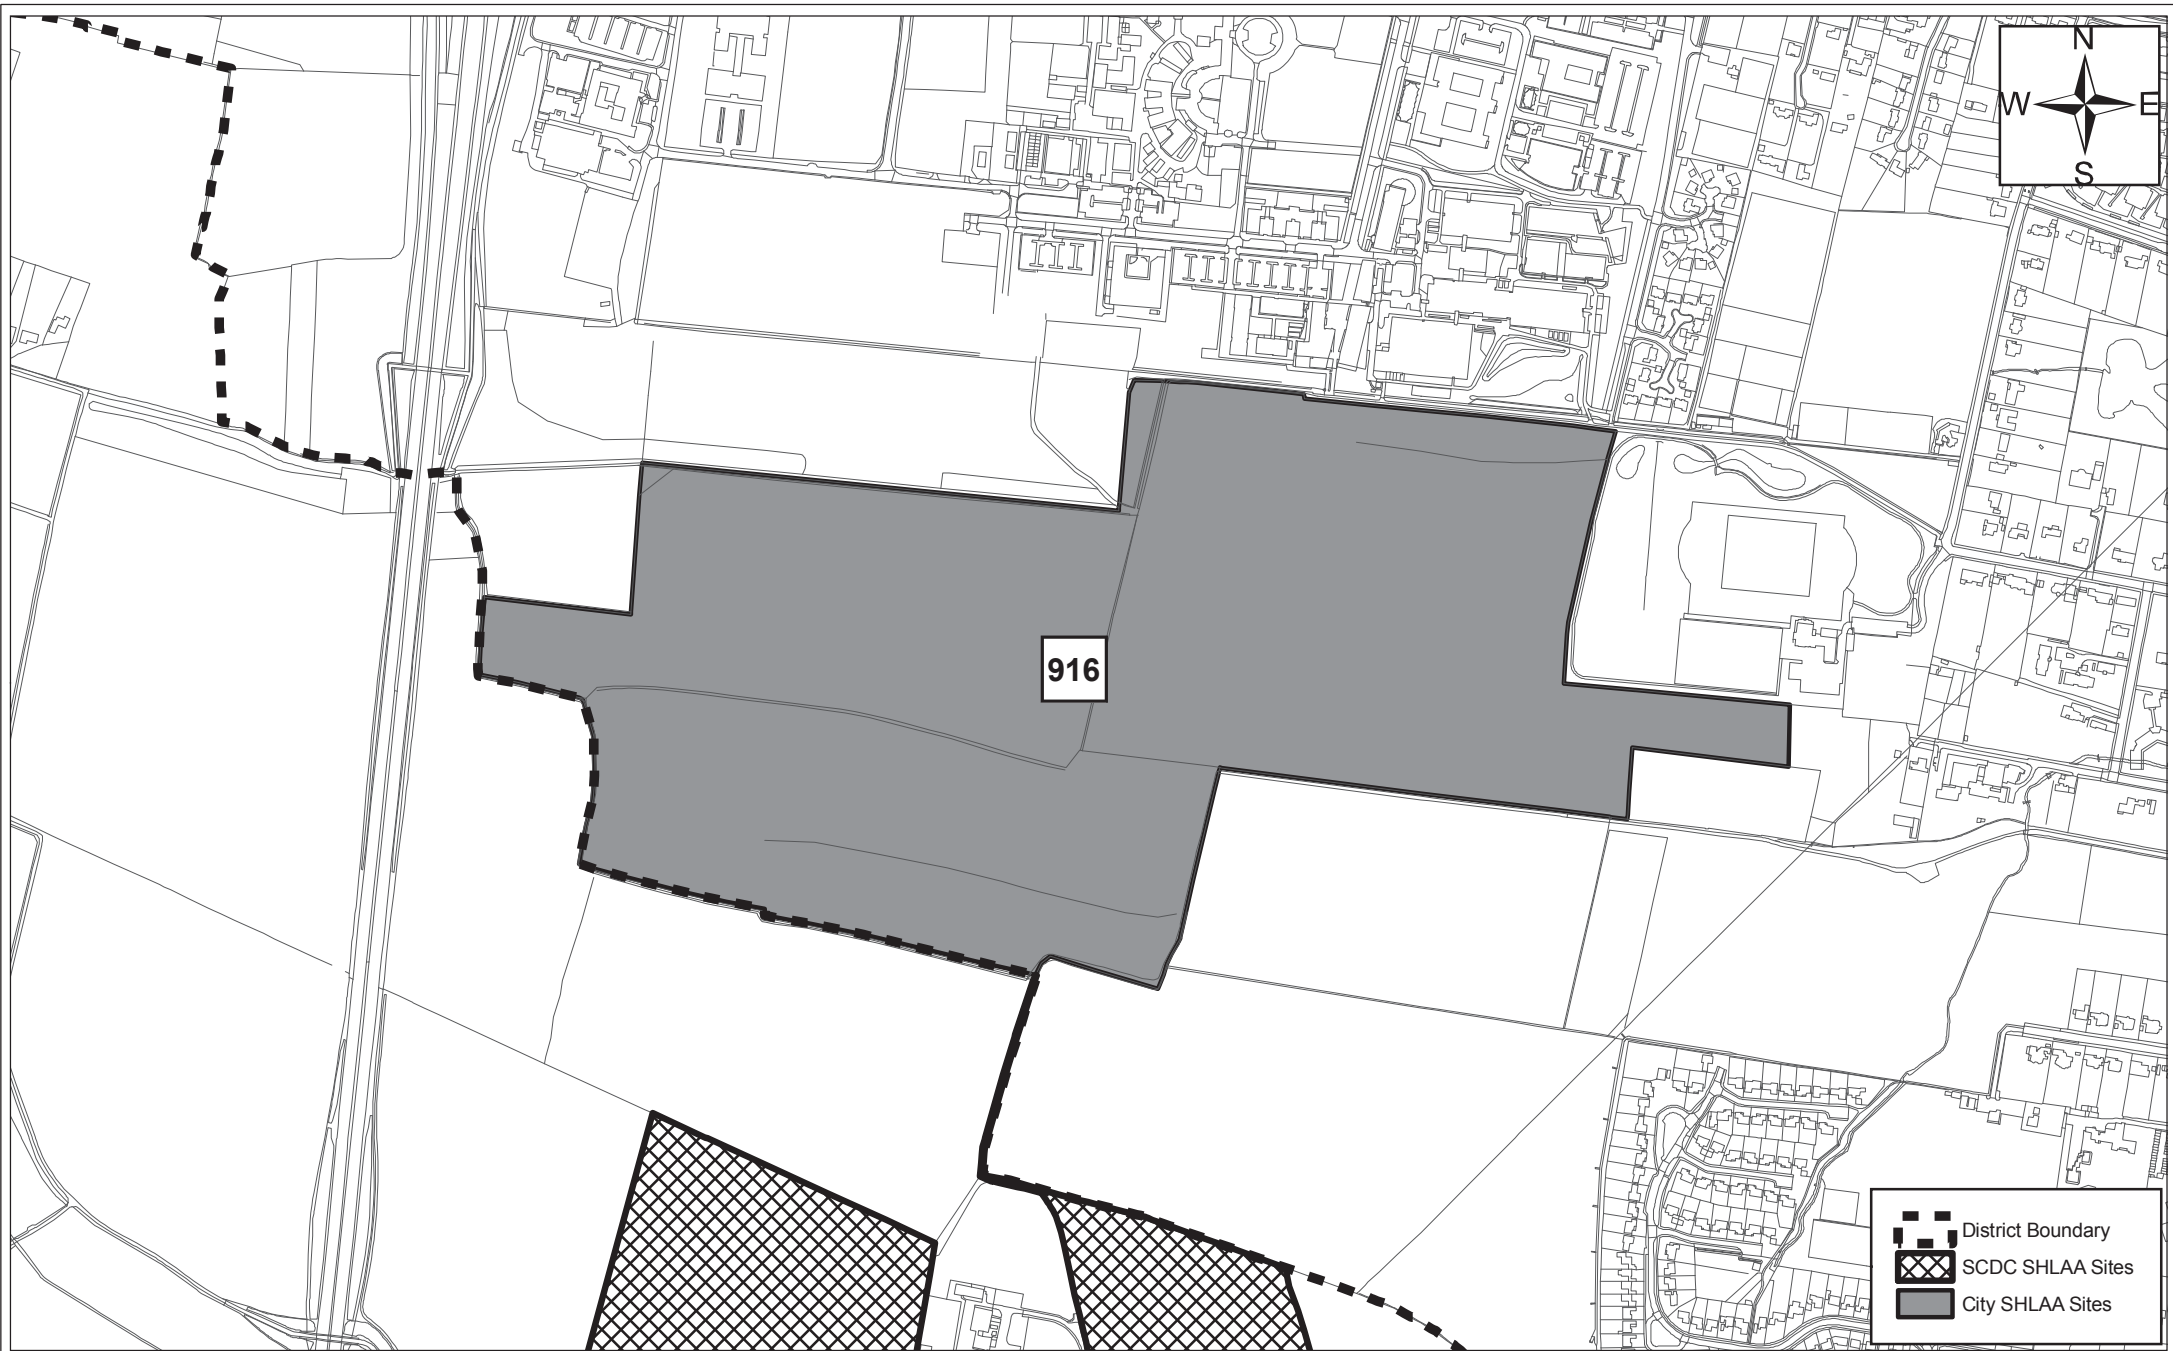 N
W E
S
916
District Boundary
SCDC SHLAA Sites
City SHLAA Sites